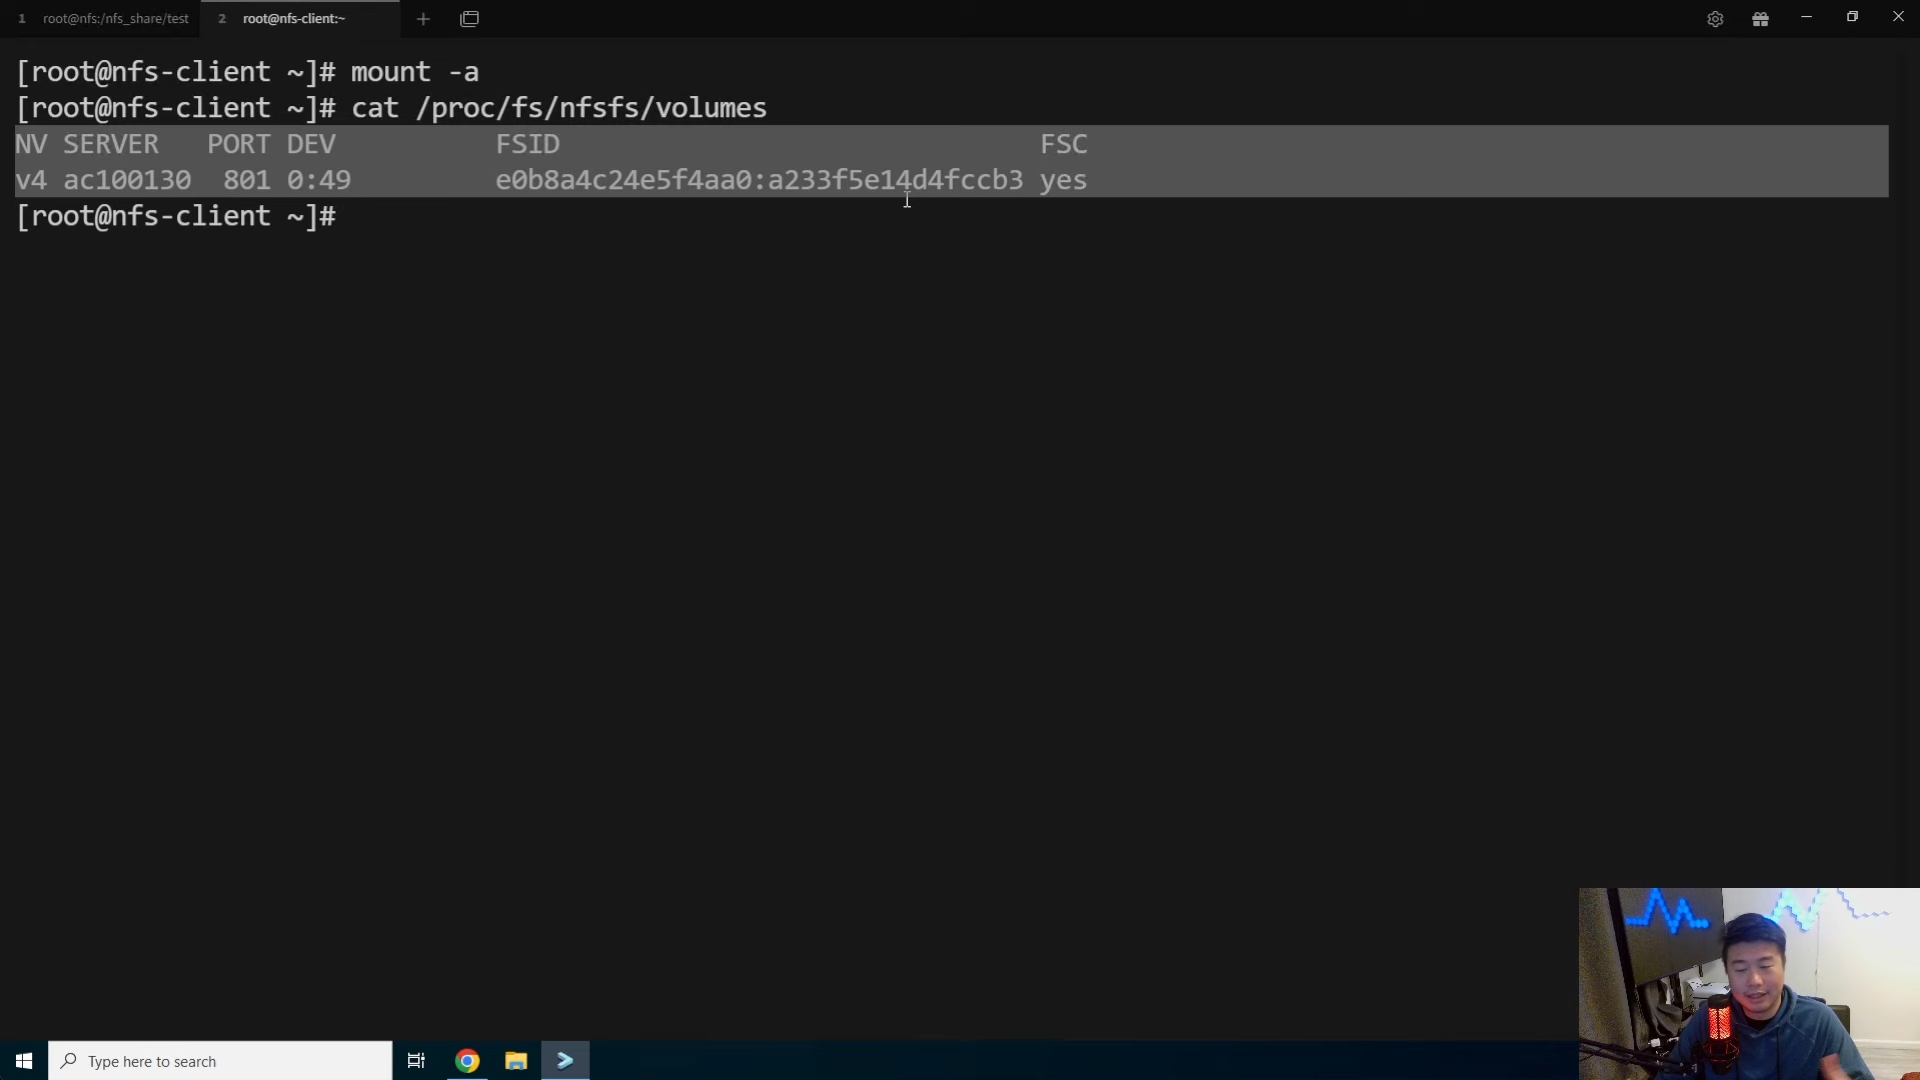 1 root@nfs:/nfs_share/test 2 root@nfs-client:~
[root@nfs-client ~]# mount -a
[root@nfs-client ~]# cat /proc/fs/nfsfs/volumes
NV SERVER PORT DEV FSID FSC
v4 ac100130 801 0:49 e0b8a4c24e5f4aa0:a233f5e14d4fccb3 yes
[root@nfs-client ~]#
Type here to search